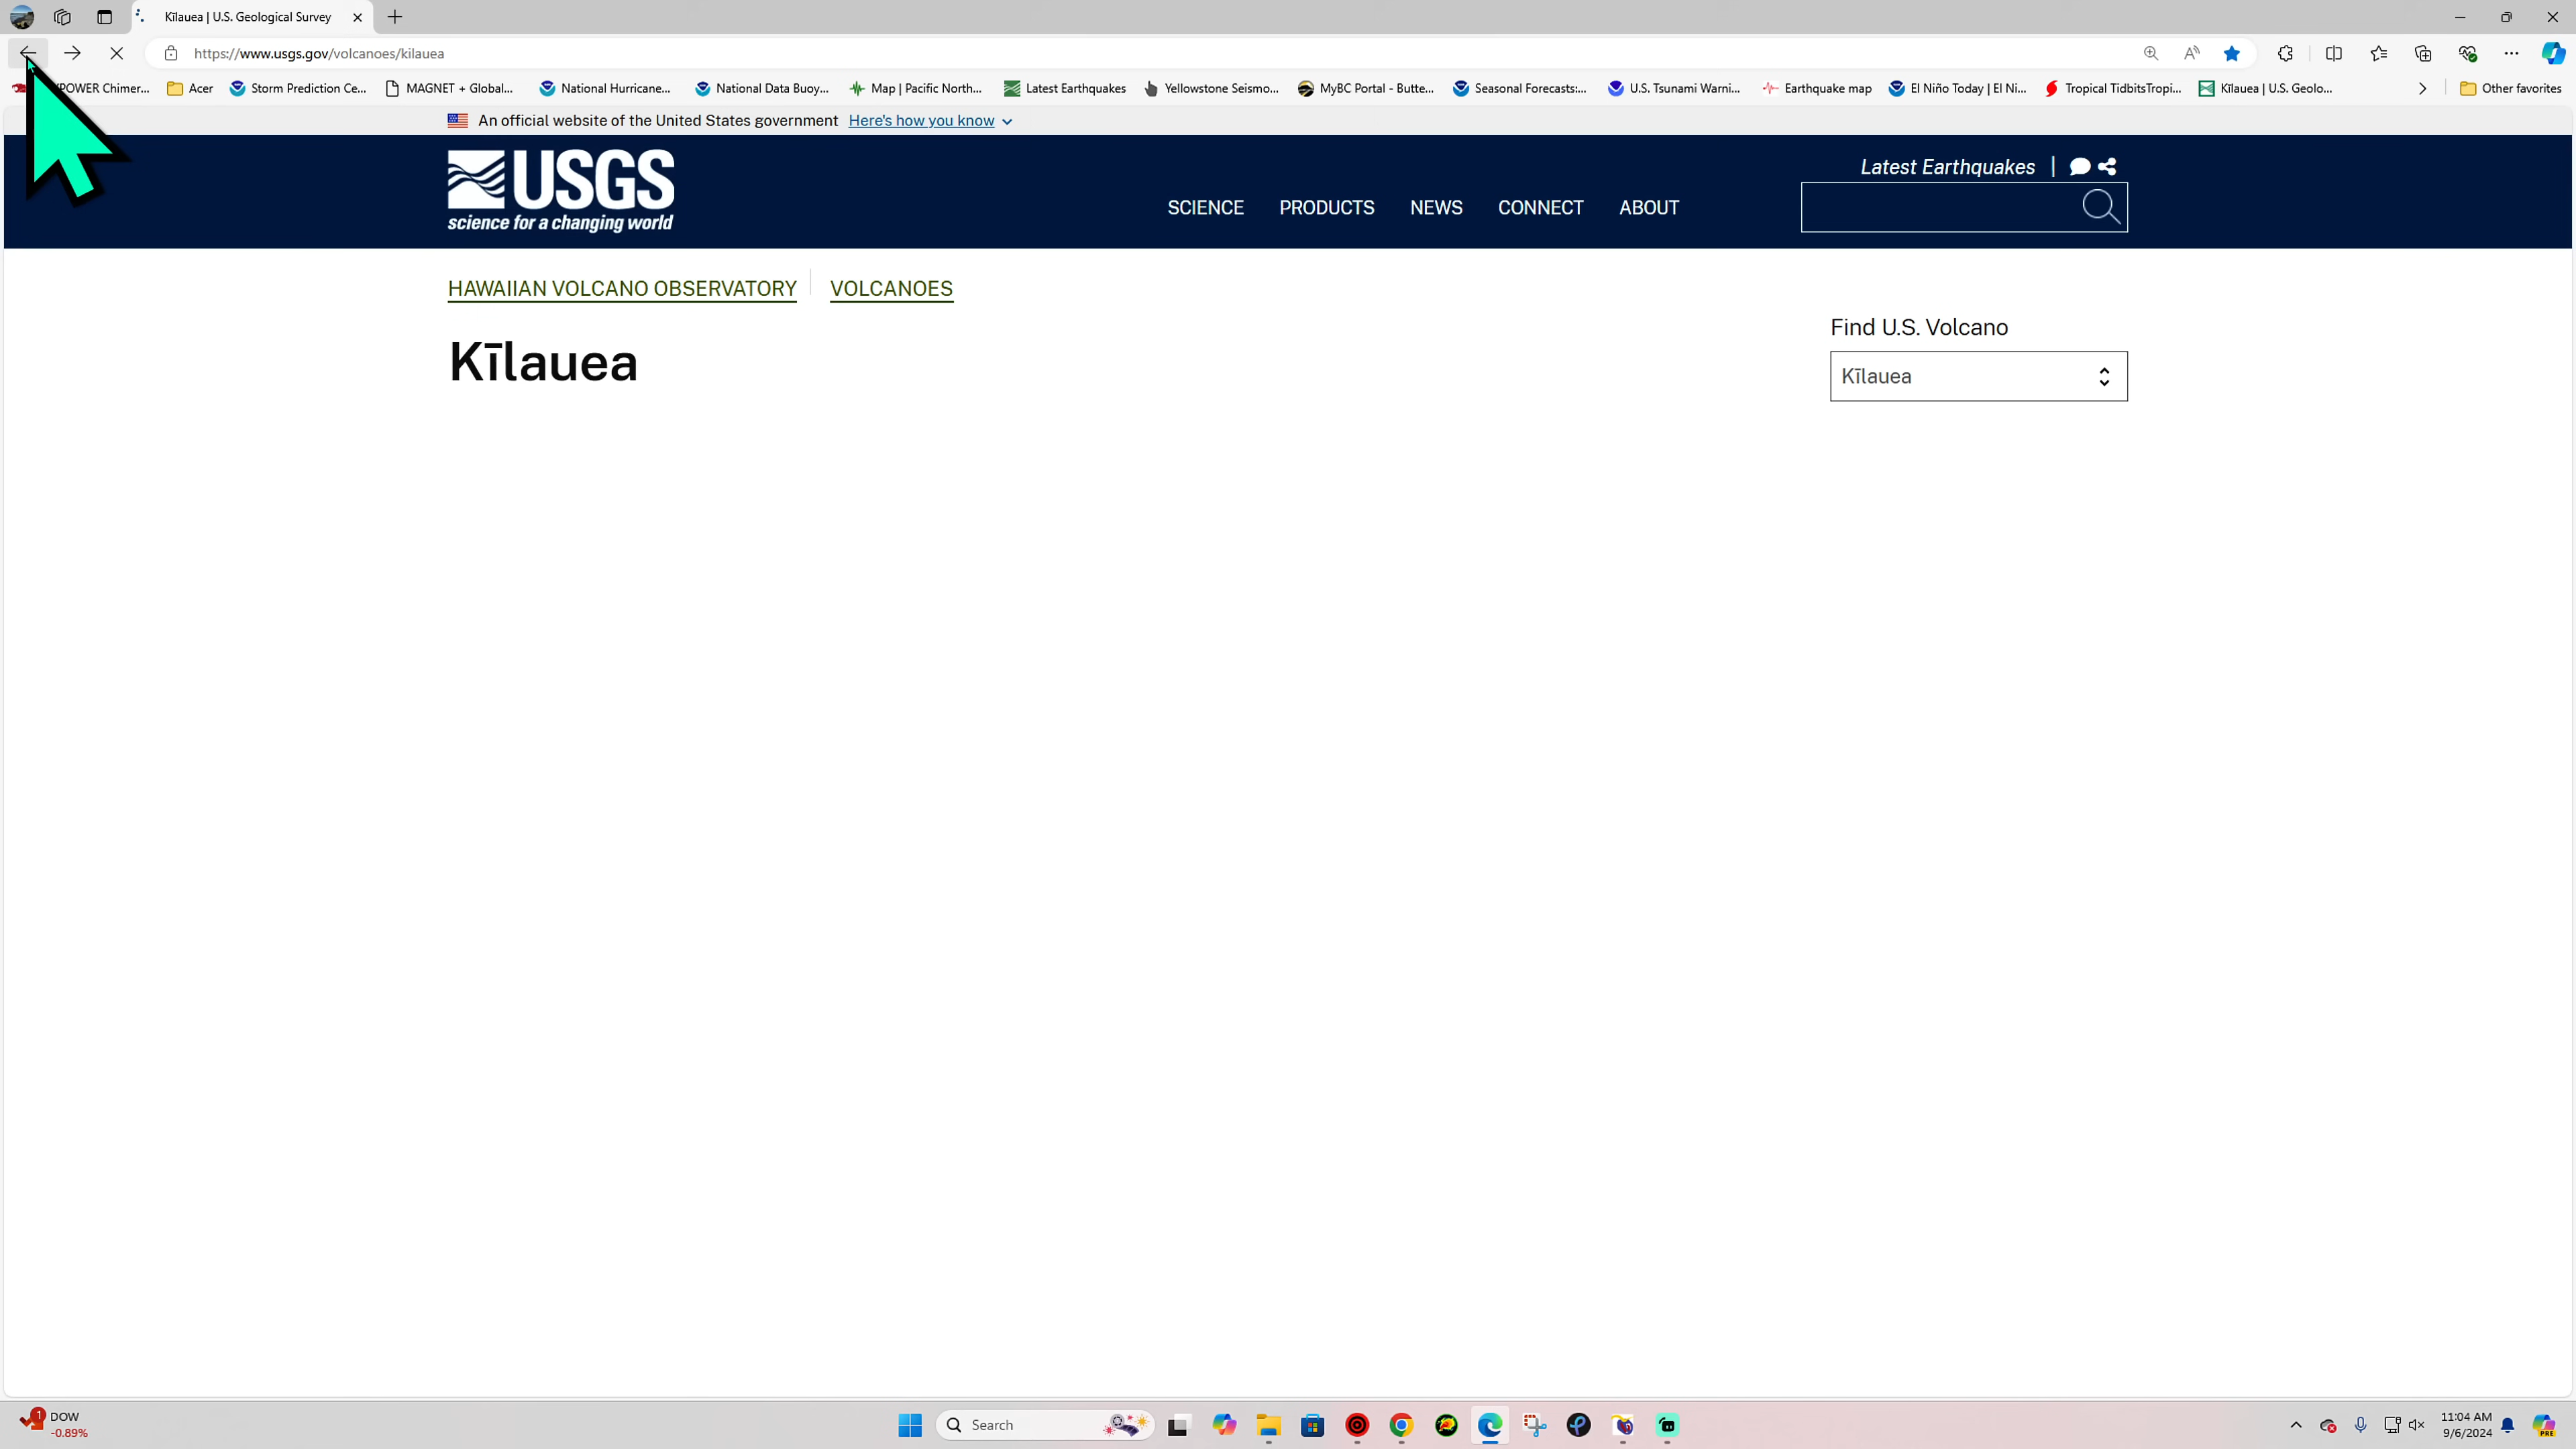 Kīlauea | U.S. Geological Survey
https://www.usgs.gov/volcanoes/kilauea
POWER Chimer... Acer Storm Prediction Ce... MAGNET + Global... National Hurricane... National Data Buoy... Map | Pacific North... Latest Earthquakes Yellowstone Seismo... MyBC Portal - Butte... Seasonal Forecasts:... U.S. Tsunami Warni... Earthquake map El Niño Today | El Ni... Tropical TidbitsTropi... Kīlauea | U.S. Geolo... Other favorites
An official website of the United States government Here's how you know
USGS
science for a changing world
Latest Earthquakes
SCIENCE PRODUCTS NEWS CONNECT ABOUT
HAWAIIAN VOLCANO OBSERVATORY VOLCANOES
Kīlauea
Find U.S. Volcano
Kīlauea
1 DOW
-0.89%
Search
PRE
11:04 AM
9/6/2024